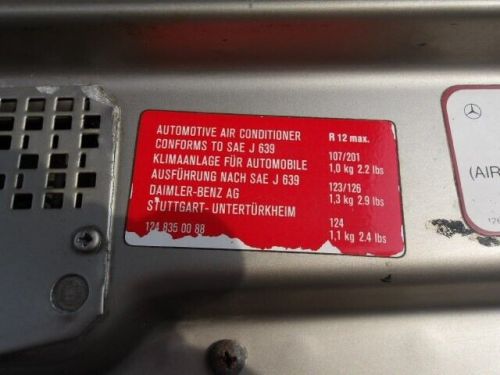 AUTOMOTIVE AIR CONDITIONER
CONFORMS TO SAE J 639
KLIMAANLAGE FÜR AUTOMOBILE
AUSFÜHRUNG NACH SAE J 639
DAIMLER-BENZ AG
STUTTGART- UNTERTÜRKHEIM
124 835 00 88
R 12 max.
107/201
1,0 kg 2.2 lbs
123/126
1,3 kg 2.9 lbs
124
1,1 kg 2.4 lbs
(AIR